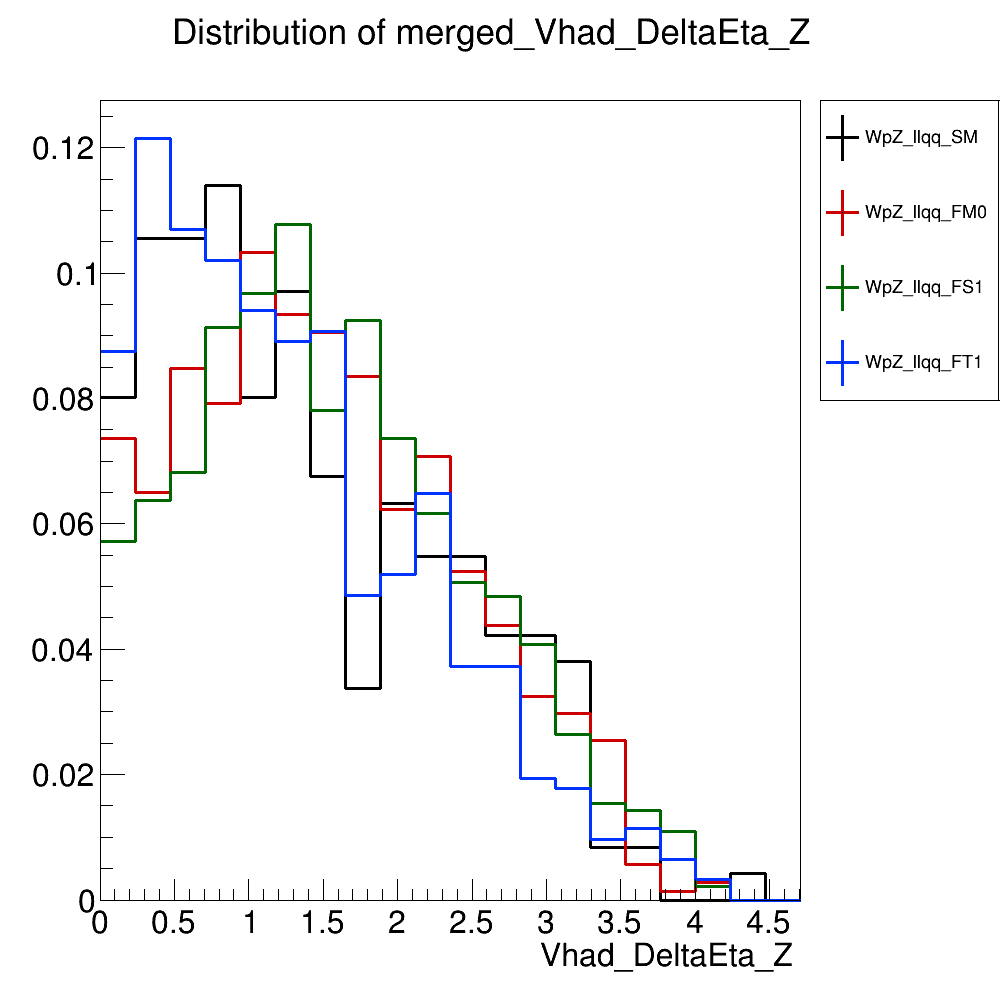 Distribution of merged_Vhad_DeltaEta_Z
WpZ_llqq_SM
WpZ_llqq_FM0
WpZ_llqq_FS1
WpZ_llqq_FT1
0.12
0.1
0.08
0.06
0.04
0.02
0
0 0.5 1 1.5 2 2.5 3 3.5 4 4.5
Vhad_DeltaEta_Z